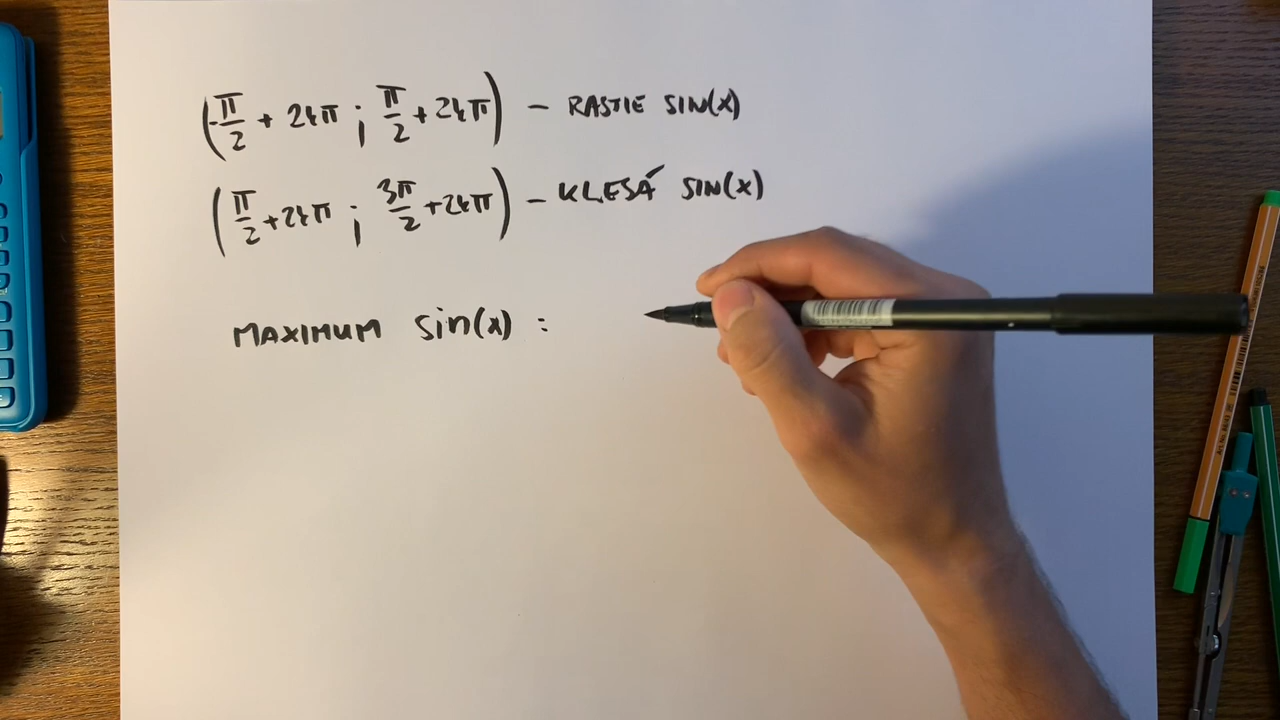 (-π/2 + 2kπ ; π/2 + 2kπ) - RASTIE SIN(X)
(π/2 + 2kπ ; 3π/2 + 2kπ) - KLESÁ SIN(X)
MAXIMUM sin(x) :